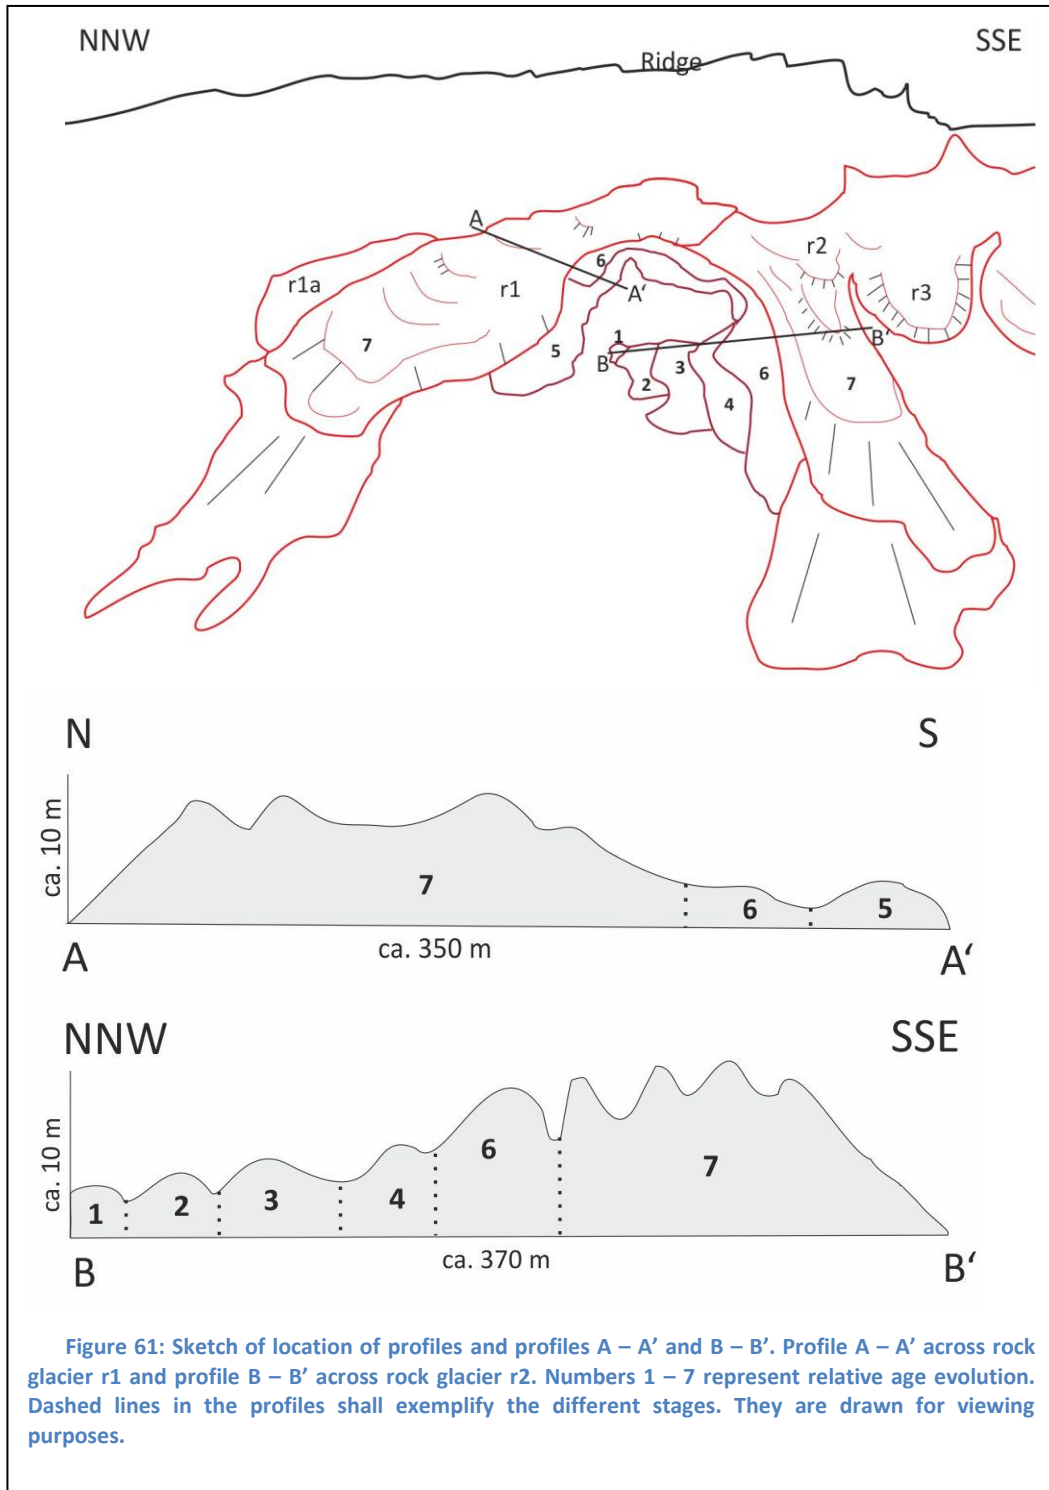 NNW
SSE
Ridge
A
r2
6
r1a
r1
A‘
r3
1
B‘
7
5
B
3
6
2
7
4
N
S
ca. 10 m
7
6
5
ca. 350 m
A
A‘
NNW
SSE
ca. 10 m
6
7
1
2
3
4
ca. 370 m
B
B‘
Figure 61: Sketch of location of profiles and profiles A – A’ and B – B’. Profile A – A’ across rock
glacier r1 and profile B – B’ across rock glacier r2. Numbers 1 – 7 represent relative age evolution.
Dashed lines in the profiles shall exemplify the different stages. They are drawn for viewing
purposes.